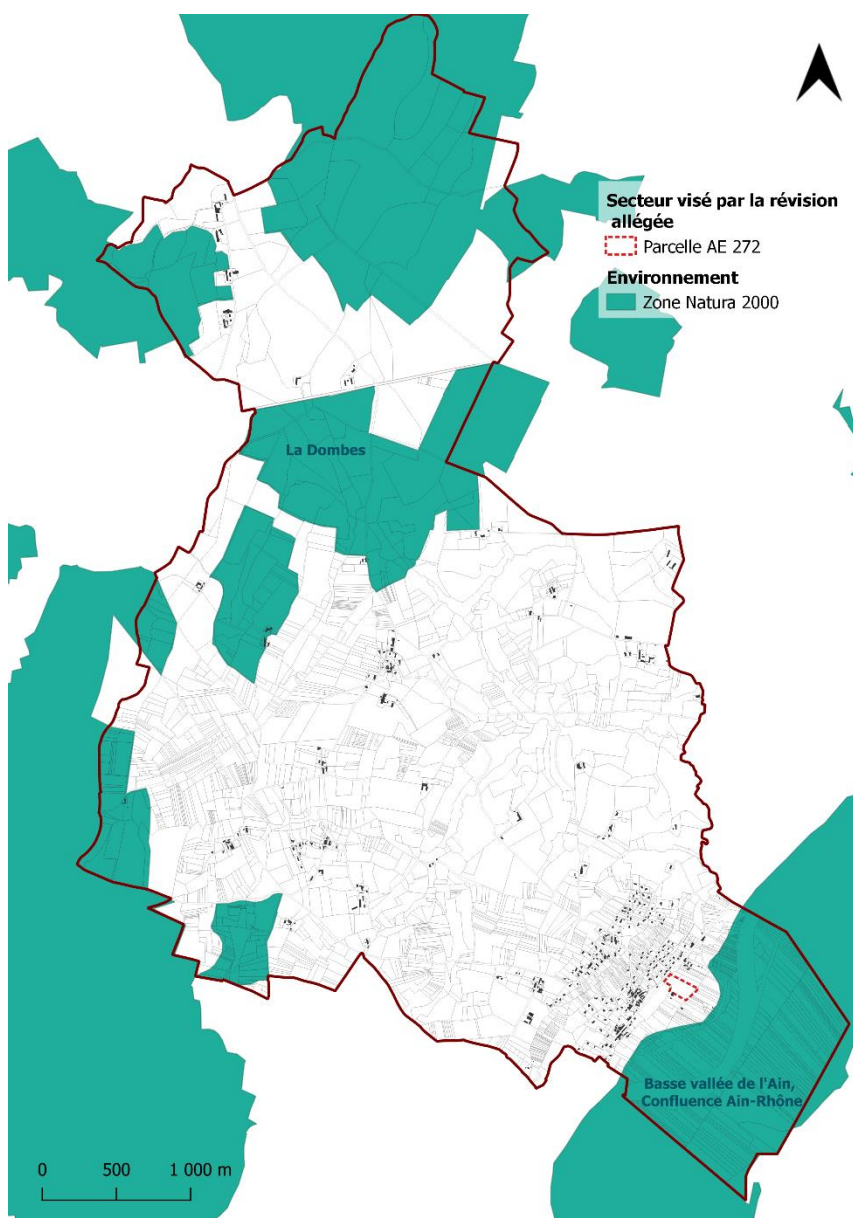 Secteur visé par la révision
allégée
Parcelle AE 272
Environnement
Zone Natura 2000
La Dombes
Basse vallée de l'Ain,
Confluence Ain-Rhône
0 500 1 000 m